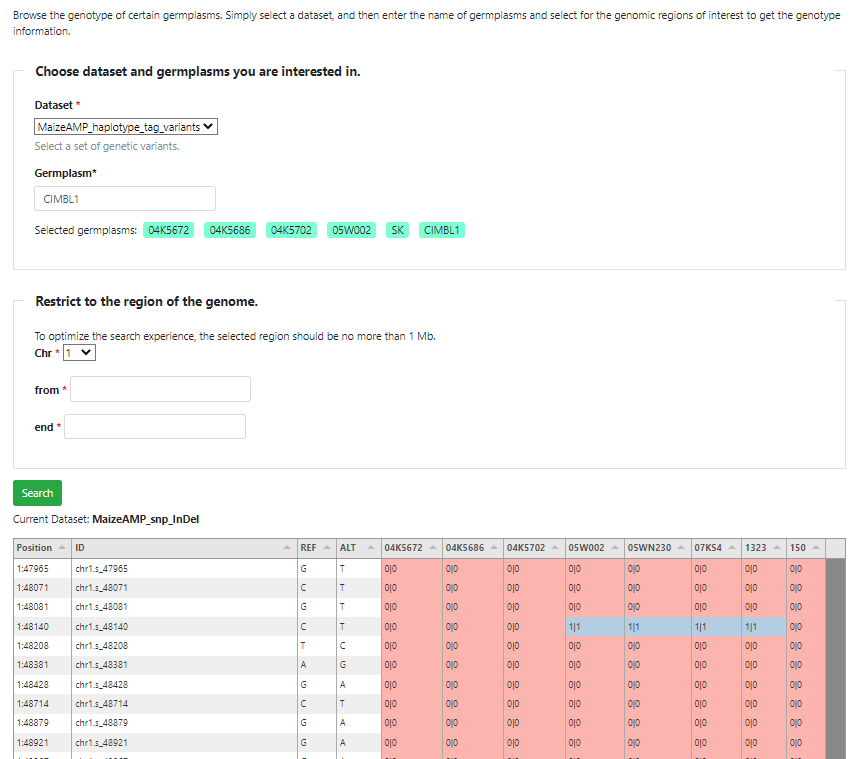 Browse the genotype of certain germplasms. Simply select a dataset, and then enter the name of germplasms and select for the genomic regions of interest to get the genotype
information.
Choose dataset and germplasms you are interested in.
Dataset *
MaizeAMP_haplotype_tag_variants
Select a set of genetic variants.
Germplasm*
CIMBL1
Selected germplasms: 04K5672 04K5686 04K5702 05W002 SK CIMBL1
Restrict to the region of the genome.
To optimize the search experience, the selected region should be no more than 1 Mb.
Chr * 1
from *
end *
Search
Current Dataset: MaizeAMP_snp_InDel
Position ID REF ALT 04K5672 04K5686 04K5702 05W002 05WN230 07KS4 1323 150
1:47965 chr1.s_47965 G T 0|0 0|0 0|0 0|0 0|0 0|0 0|0 0|0
1:48071 chr1.s_48071 C T 0|0 0|0 0|0 0|0 0|0 0|0 0|0 0|0
1:48081 chr1.s_48081 G T 0|0 0|0 0|0 0|0 0|0 0|0 0|0 0|0
1:48140 chr1.s_48140 C T 0|0 0|0 0|0 1|1 1|1 1|1 1|1 0|0
1:48208 chr1.s_48208 T C 0|0 0|0 0|0 0|0 0|0 0|0 0|0 0|0
1:48381 chr1.s_48381 A G 0|0 0|0 0|0 0|0 0|0 0|0 0|0 0|0
1:48428 chr1.s_48428 G A 0|0 0|0 0|0 0|0 0|0 0|0 0|0 0|0
1:48714 chr1.s_48714 C T 0|0 0|0 0|0 0|0 0|0 0|0 0|0 0|0
1:48879 chr1.s_48879 G A 0|0 0|0 0|0 0|0 0|0 0|0 0|0 0|0
1:48921 chr1.s_48921 G A 0|0 0|0 0|0 0|0 0|0 0|0 0|0 0|0